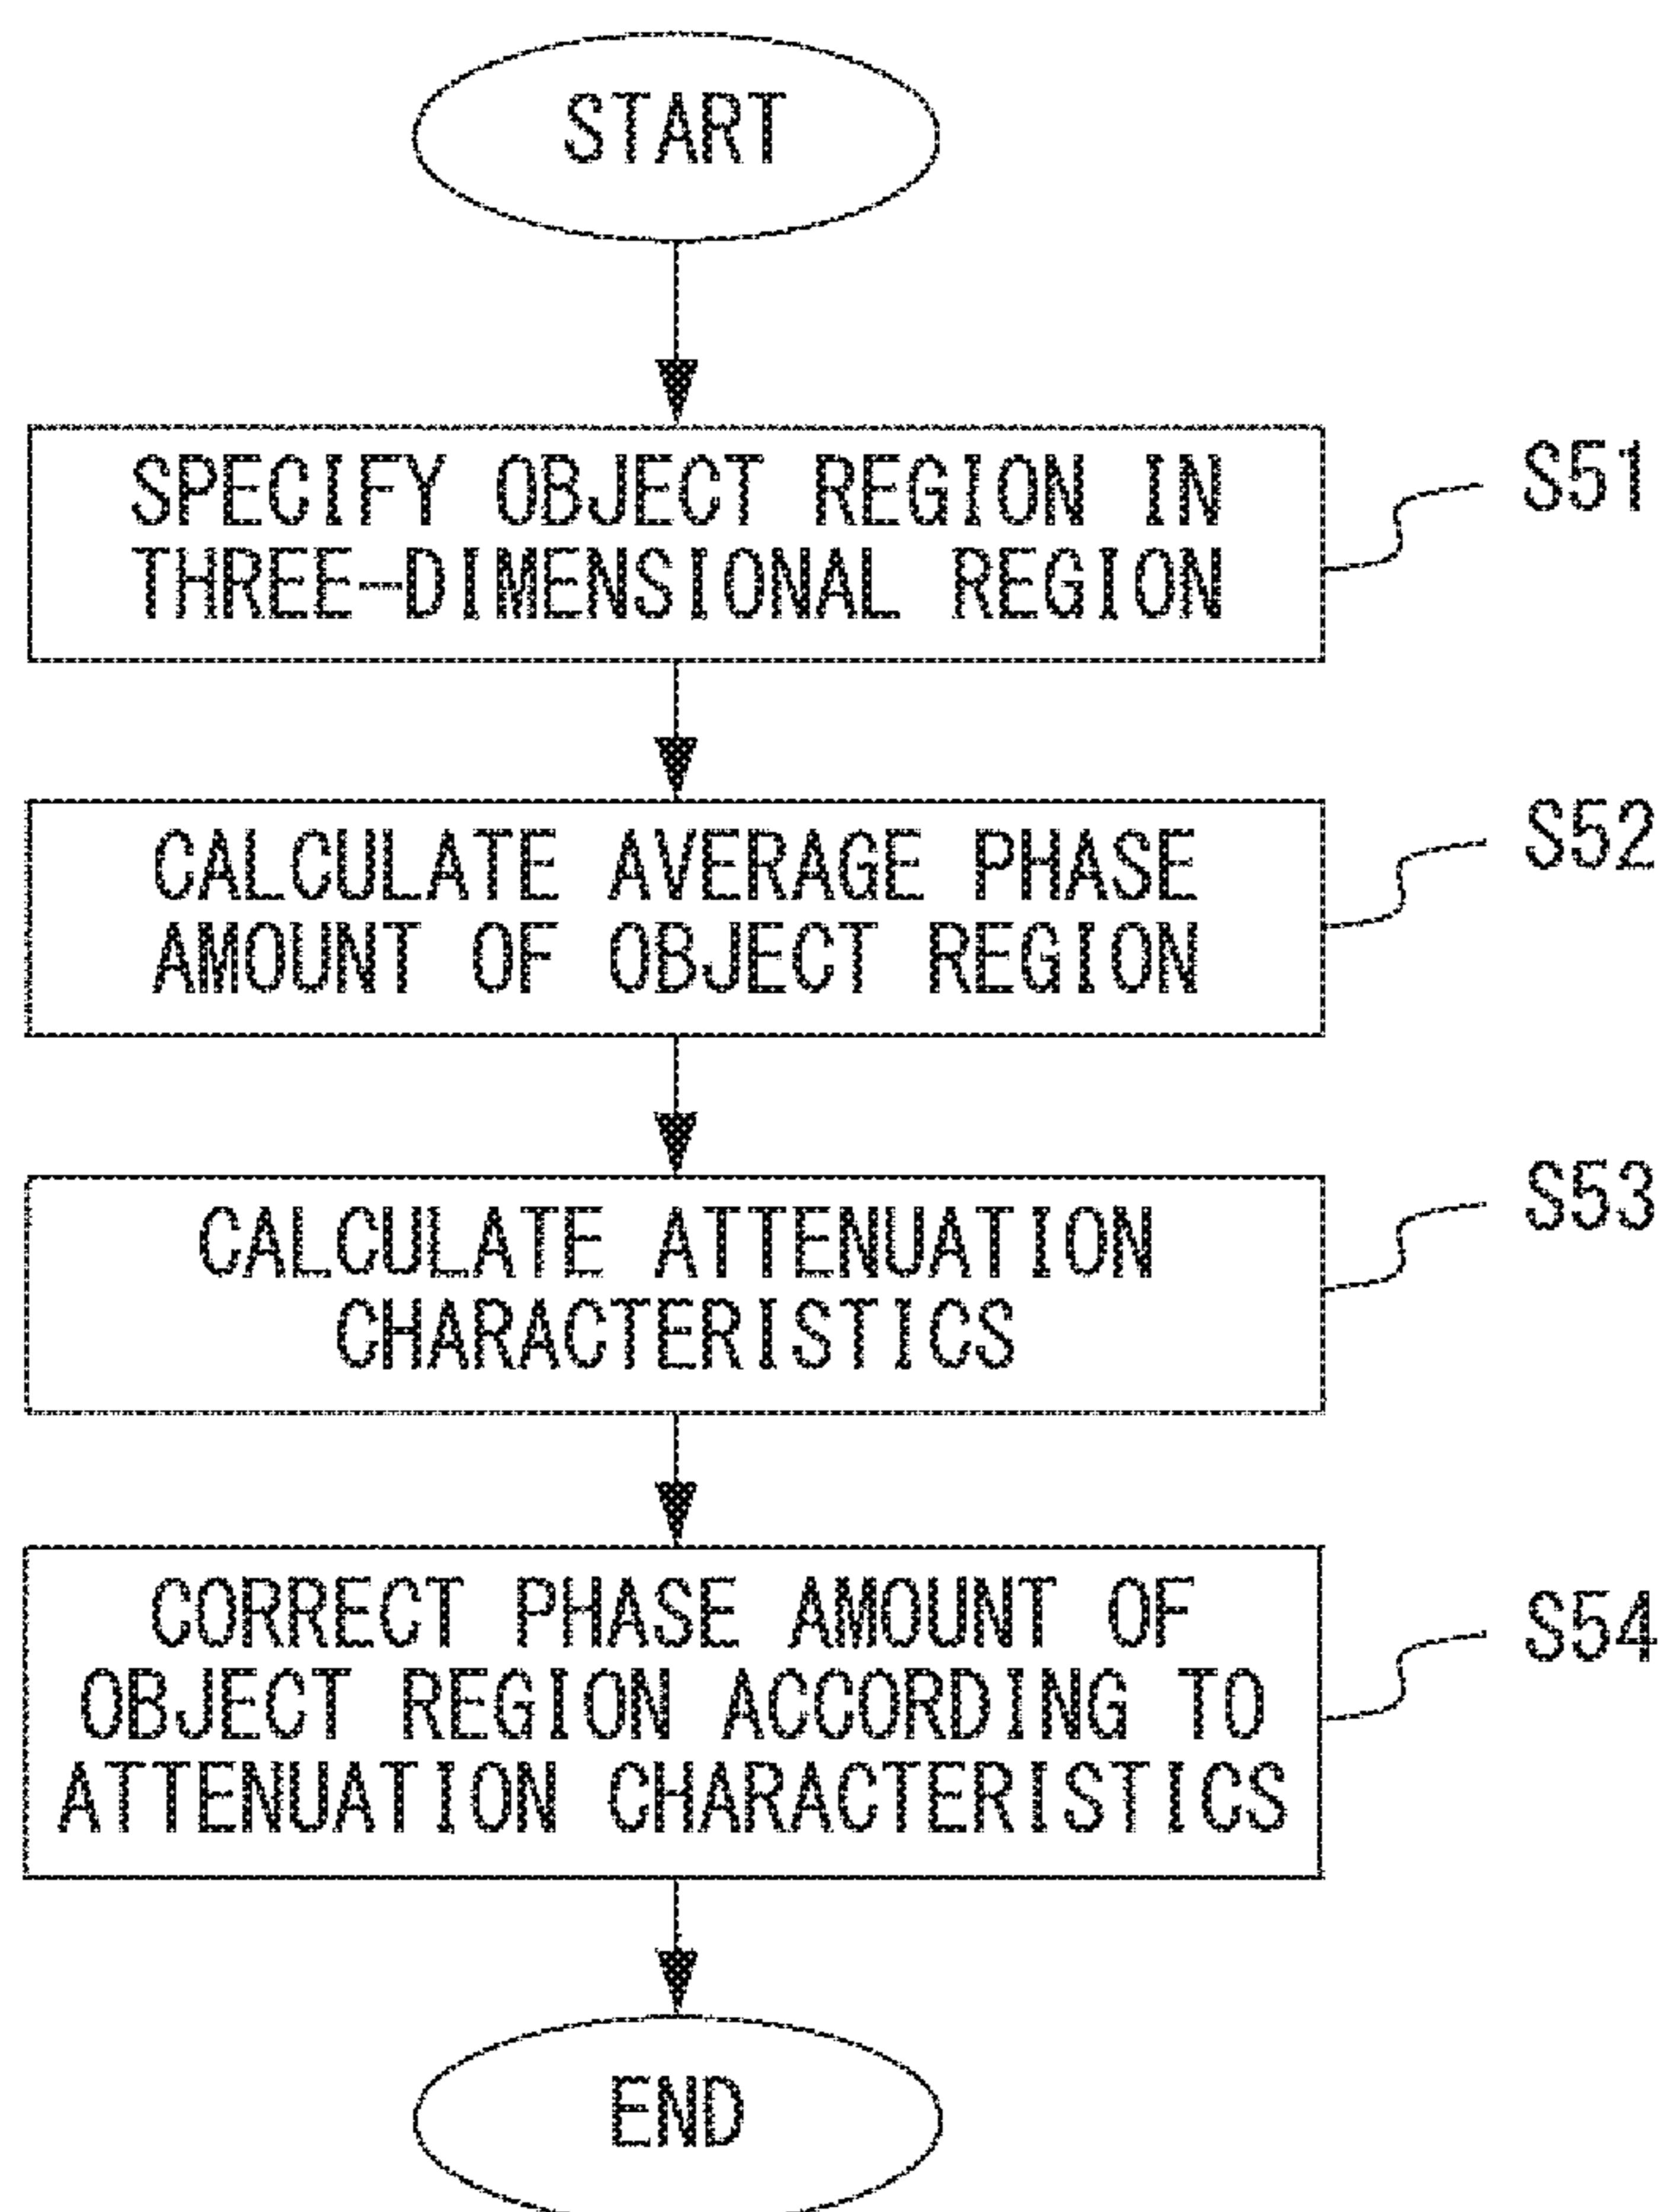 START
SPECIFY OBJECT REGION IN
THREE-DIMENSIONAL REGION
S51
CALCULATE AVERAGE PHASE
AMOUNT OF OBJECT REGION
S52
CALCULATE ATTENUATION
CHARACTERISTICS
S53
CORRECT PHASE AMOUNT OF
OBJECT REGION ACCORDING TO
ATTENUATION CHARACTERISTICS
S54
END